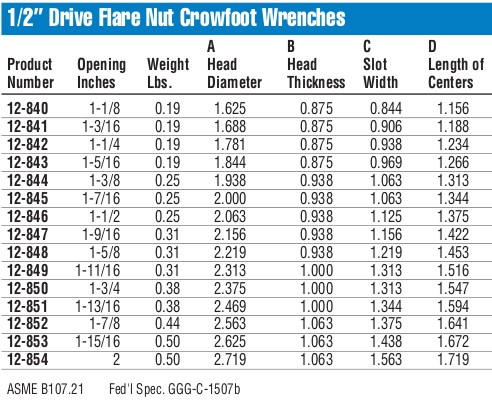 1/2" Drive Flare Nut Crowfoot Wrenches
A B C D
Product Opening Weight Head Head Slot Length of
Number Inches Lbs. Diameter Thickness Width Centers
12-840 1-1/8 0.19 1.625 0.875 0.844 1.156
12-841 1-3/16 0.19 1.688 0.875 0.906 1.188
12-842 1-1/4 0.19 1.781 0.875 0.938 1.234
12-843 1-5/16 0.19 1.844 0.875 0.969 1.266
12-844 1-3/8 0.25 1.938 0.938 1.063 1.313
12-845 1-7/16 0.25 2.000 0.938 1.063 1.344
12-846 1-1/2 0.25 2.063 0.938 1.125 1.375
12-847 1-9/16 0.31 2.156 0.938 1.156 1.422
12-848 1-5/8 0.31 2.219 0.938 1.219 1.453
12-849 1-11/16 0.31 2.313 1.000 1.313 1.516
12-850 1-3/4 0.38 2.375 1.000 1.313 1.547
12-851 1-13/16 0.38 2.469 1.000 1.344 1.594
12-852 1-7/8 0.44 2.563 1.063 1.375 1.641
12-853 1-15/16 0.50 2.625 1.063 1.438 1.672
12-854 2 0.50 2.719 1.063 1.563 1.719
ASME B107.21 Fed'l Spec. GGG-C-1507b